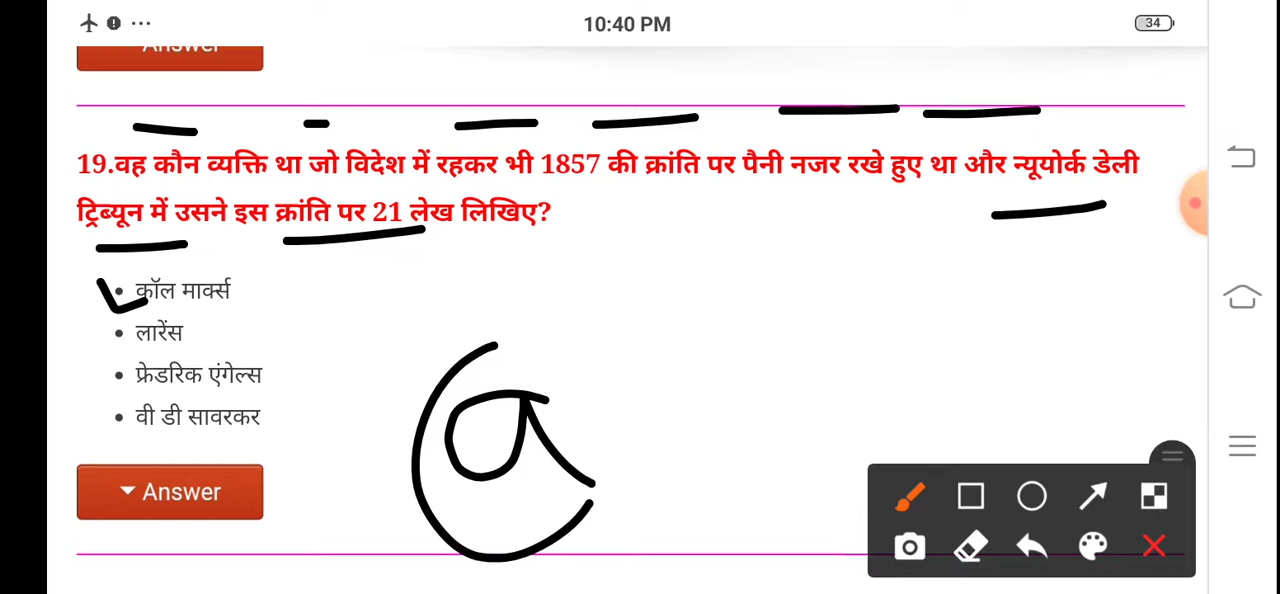 10:40 PM
34
Answer
19.वह कौन व्यक्ति था जो विदेश में रहकर भी 1857 की क्रांति पर पैनी नजर रखे हुए था और न्यूयोर्क डेली
ट्रिब्यून में उसने इस क्रांति पर 21 लेख लिखिए?
कॉल मार्क्स
लारेंस
फ्रेडरिक एंगेल्स
वी डी सावरकर
a
Answer